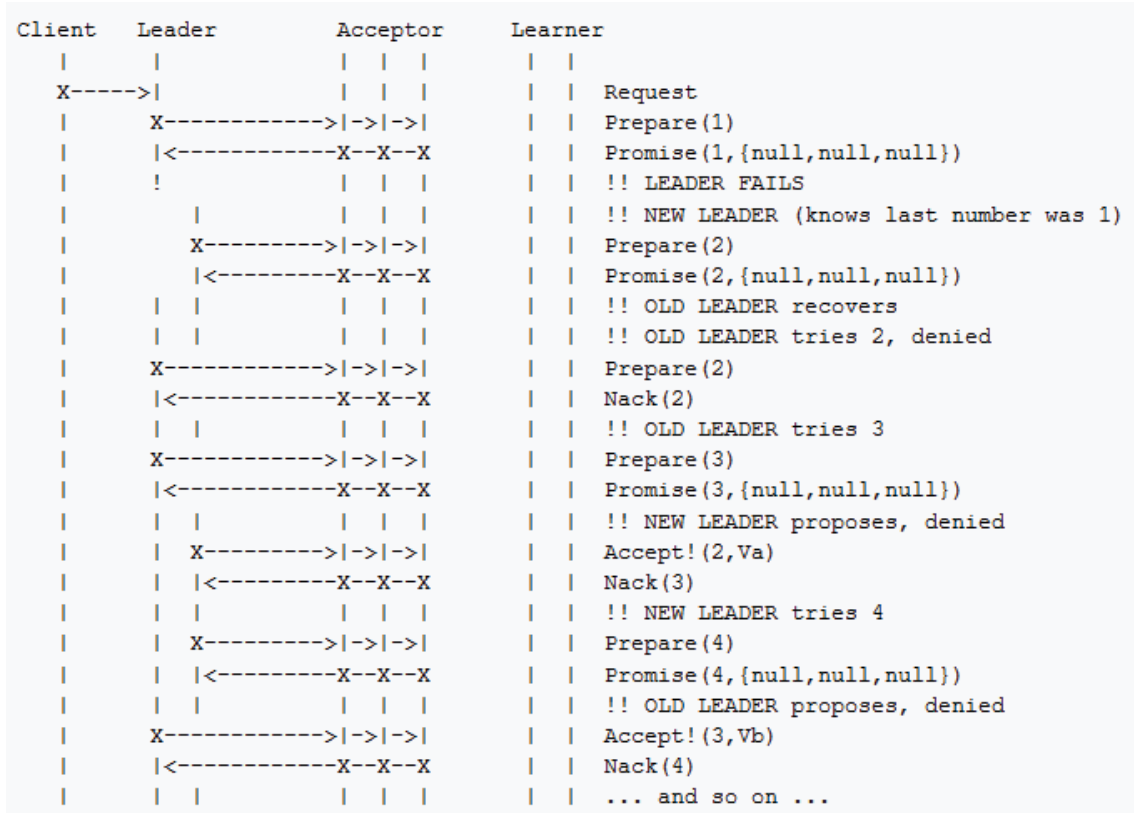 Client   Leader         Acceptor     Learner
   |         |          |  |  |       |  |
   X----->|             |  |  |       |  |  Request
   |         X------------>|->|->|       |  |  Prepare(1)
   |         |<------------X--X--X       |  |  Promise(1,{null,null,null})
   |         !             |  |  |       |  |  !! LEADER FAILS
   |            |          |  |  |       |  |  !! NEW LEADER (knows last number was 1)
   |            X--------->|->|->|       |  |  Prepare(2)
   |            |<---------X--X--X       |  |  Promise(2,{null,null,null})
   |         |  |          |  |  |       |  |  !! OLD LEADER recovers
   |         |  |          |  |  |       |  |  !! OLD LEADER tries 2, denied
   |         X------------>|->|->|       |  |  Prepare(2)
   |         |<------------X--X--X       |  |  Nack(2)
   |         |  |          |  |  |       |  |  !! OLD LEADER tries 3
   |         X------------>|->|->|       |  |  Prepare(3)
   |         |<------------X--X--X       |  |  Promise(3,{null,null,null})
   |         |  |          |  |  |       |  |  !! NEW LEADER proposes, denied
   |         |  X--------->|->|->|       |  |  Accept!(2,Va)
   |         |  |<---------X--X--X       |  |  Nack(3)
   |         |  |          |  |  |       |  |  !! NEW LEADER tries 4
   |         |  X--------->|->|->|       |  |  Prepare(4)
   |         |  |<---------X--X--X       |  |  Promise(4,{null,null,null})
   |         |  |          |  |  |       |  |  !! OLD LEADER proposes, denied
   |         X------------>|->|->|       |  |  Accept!(3,Vb)
   |         |<------------X--X--X       |  |  Nack(4)
   |         |  |          |  |  |       |  |  ... and so on ...